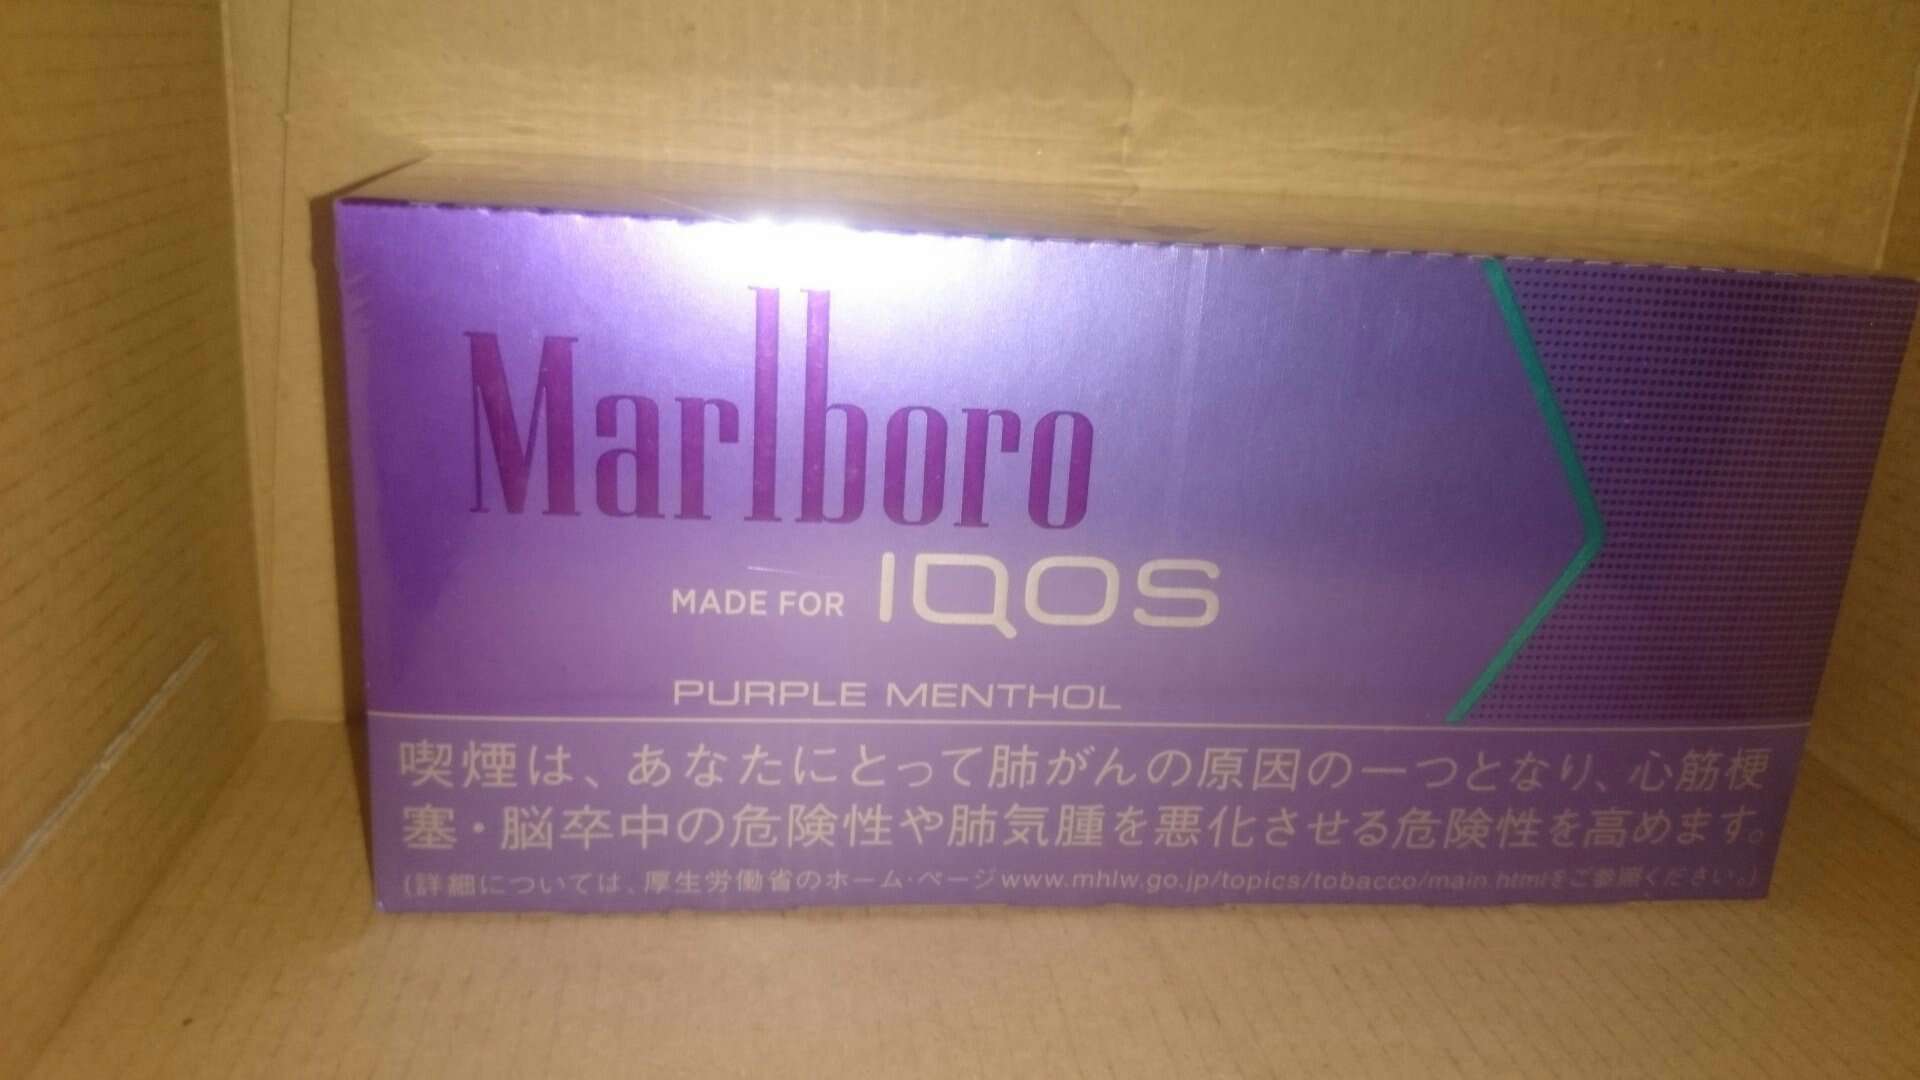 Marlboro
MADE FOR IQOS
PURPLE MENTHOL
喫煙は、あなたにとって肺がんの原因の一つとなり、心筋梗
塞・脳卒中の危険性や肺気腫を悪化させる危険性を高めます。
(詳細については、厚生労働省のホーム・ページwww.mhlw.go.jp/topics/tobacco/main.htmlをご参照ください。)